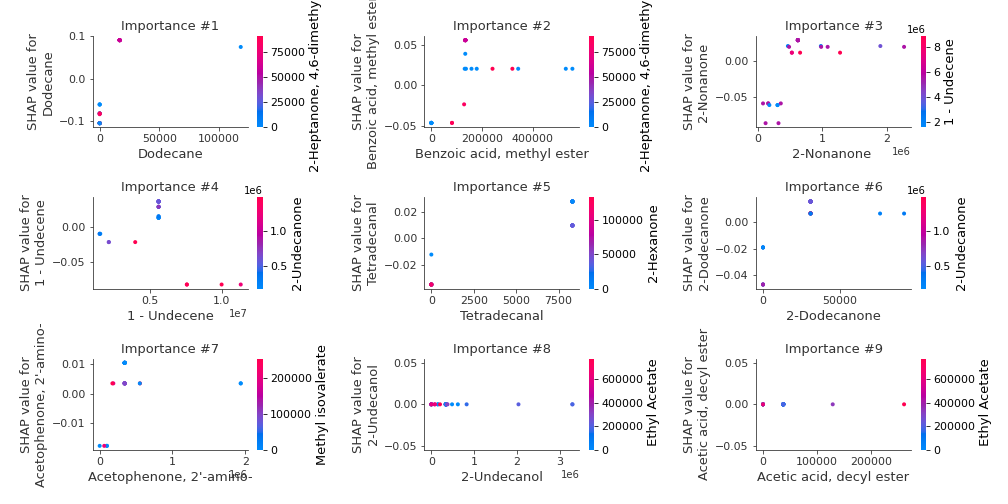 Importance #1
SHAP value for
Dodecane
0.1
0.0
−0.1
0
50000
100000
Dodecane
75000
50000
25000
0
2-Heptanone, 4,6-dimethy
Importance #2
SHAP value for
Benzoic acid, methyl ester
0.05
0.00
−0.05
0
200000
400000
Benzoic acid, methyl ester
75000
50000
25000
0
2-Heptanone, 4,6-dimethy
Importance #3
SHAP value for
2-Nonanone
0.00
−0.05
0
1
2
1e6
2-Nonanone
1e6
8
6
4
2
1 - Undecene
Importance #4
SHAP value for
1 - Undecene
0.00
−0.05
0.5
1.0
1e7
1 - Undecene
1e6
1.0
0.5
2-Undecanone
Importance #5
SHAP value for
Tetradecanal
0.02
0.00
−0.02
0
2500
5000
7500
Tetradecanal
100000
50000
0
2-Hexanone
Importance #6
SHAP value for
2-Dodecanone
0.00
−0.02
−0.04
0
50000
2-Dodecanone
1e6
1.0
0.5
2-Undecanone
Importance #7
SHAP value for
Acetophenone, 2'-amino-
0.01
0.00
−0.01
0
1
2
1e6
Acetophenone, 2'-amino-
200000
100000
0
Methyl isovalerate
Importance #8
SHAP value for
2-Undecanol
0.05
0.00
−0.05
0
1
2
3
1e6
2-Undecanol
600000
400000
200000
0
Ethyl Acetate
Importance #9
SHAP value for
Acetic acid, decyl ester
0.05
0.00
−0.05
0
100000
200000
Acetic acid, decyl ester
600000
400000
200000
0
Ethyl Acetate